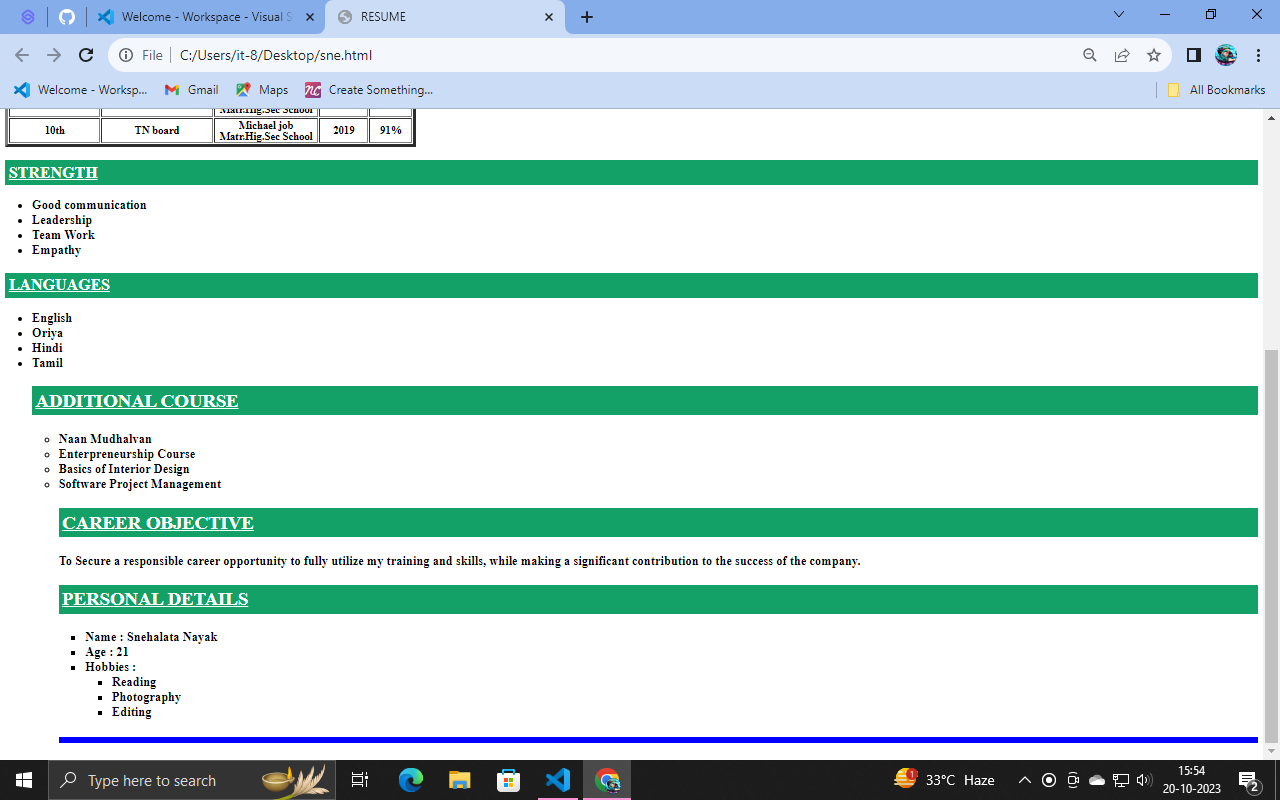 Welcome - Workspace - Visual S
RESUME
File
C:/Users/it-8/Desktop/sne.html
Welcome - Worksp...
Gmail
Maps
Create Something...
All Bookmarks
Matr.Hig.Sec School
10th TN board Michael job 2019 91%
Matr.Hig.Sec School
STRENGTH
Good communication
Leadership
Team Work
Empathy
LANGUAGES
English
Oriya
Hindi
Tamil
ADDITIONAL COURSE
Naan Mudhalvan
Enterpreneurship Course
Basics of Interior Design
Software Project Management
CAREER OBJECTIVE
To Secure a responsible career opportunity to fully utilize my training and skills, while making a significant contribution to the success of the company.
PERSONAL DETAILS
Name : Snehalata Nayak
Age : 21
Hobbies :
Reading
Photography
Editing
Type here to search
1
33°C Haze
15:54
20-10-2023
2